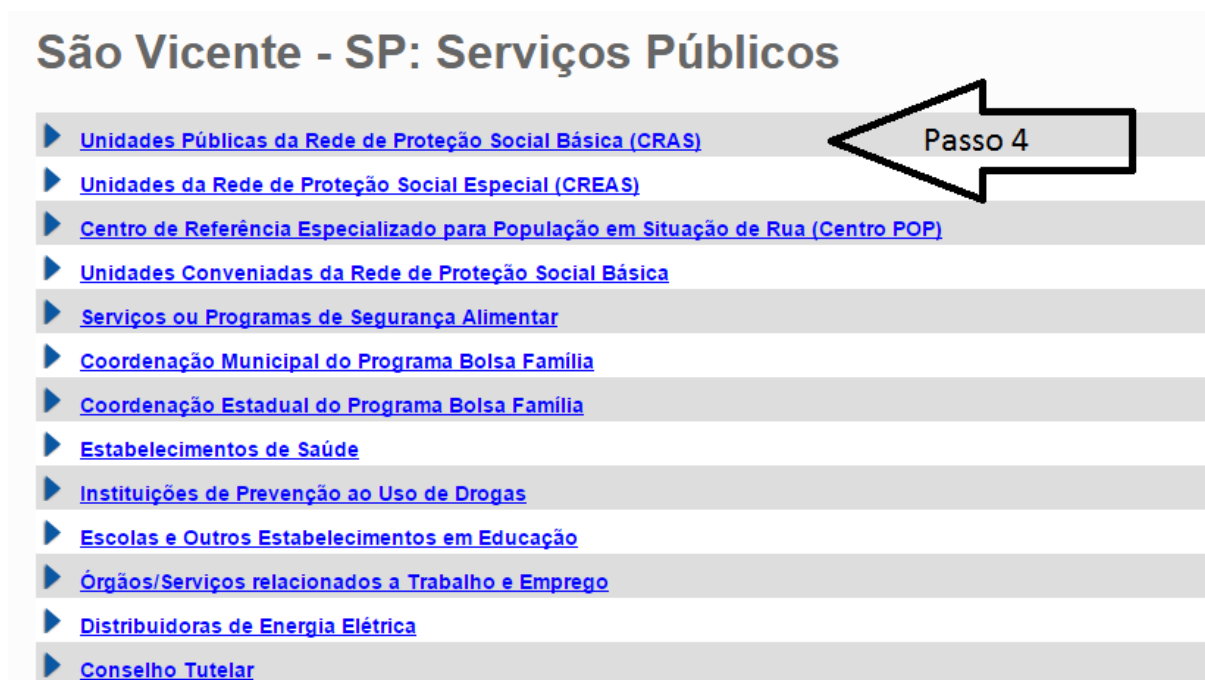 São Vicente - SP: Serviços Públicos
Unidades Públicas da Rede de Proteção Social Básica (CRAS)
Passo 4
Unidades da Rede de Proteção Social Especial (CREAS)
Centro de Referência Especializado para População em Situação de Rua (Centro POP)
Unidades Conveniadas da Rede de Proteção Social Básica
Serviços ou Programas de Segurança Alimentar
Coordenação Municipal do Programa Bolsa Família
Coordenação Estadual do Programa Bolsa Família
Estabelecimentos de Saúde
Instituições de Prevenção ao Uso de Drogas
Escolas e Outros Estabelecimentos em Educação
Órgãos/Serviços relacionados a Trabalho e Emprego
Distribuidoras de Energia Elétrica
Conselho Tutelar